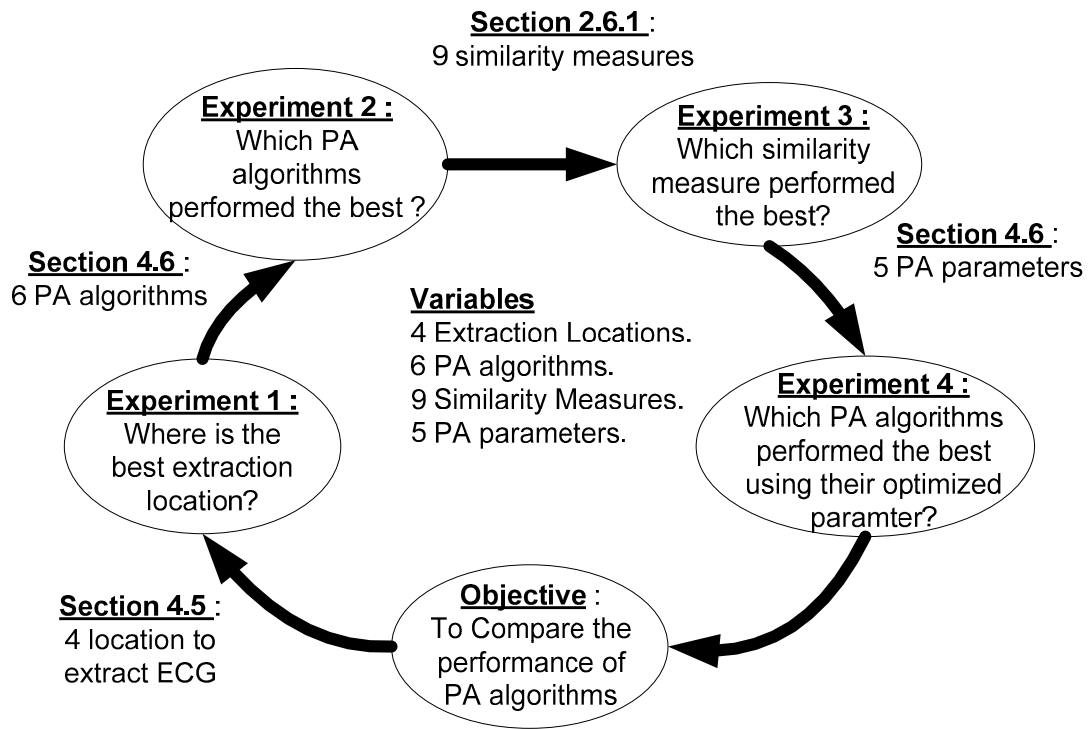 Section 2.6.1 :
9 similarity measures
Experiment 2 :
Which PA
algorithms
performed the best ?
Experiment 3 :
Which similarity
measure performed
the best?
Section 4.6 :
5 PA parameters
Section 4.6 :
6 PA algorithms
Variables
4 Extraction Locations.
6 PA algorithms.
9 Similarity Measures.
5 PA parameters.
Experiment 1 :
Where is the
best extraction
location?
Experiment 4 :
Which PA algorithms
performed the best
using their optimized
paramter?
Section 4.5 :
4 location to
extract ECG
Objective :
To Compare the
performance of
PA algorithms